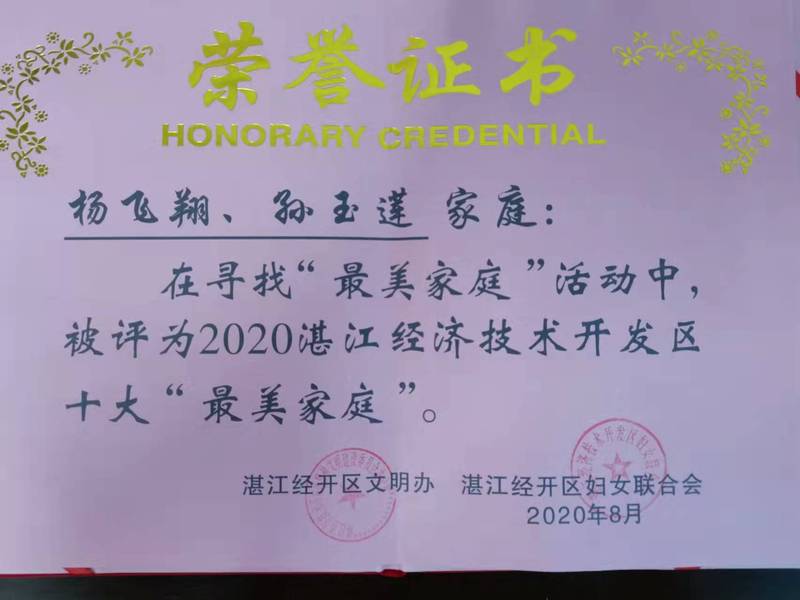 荣誉证书
HONORARY CREDENTIAL
杨飞翔、孙玉莲 家庭：
在寻找“最美家庭”活动中，
被评为2020湛江经济技术开发区
十大“最美家庭”。
湛江经开区文明办 湛江经开区妇女联合会
2020年8月